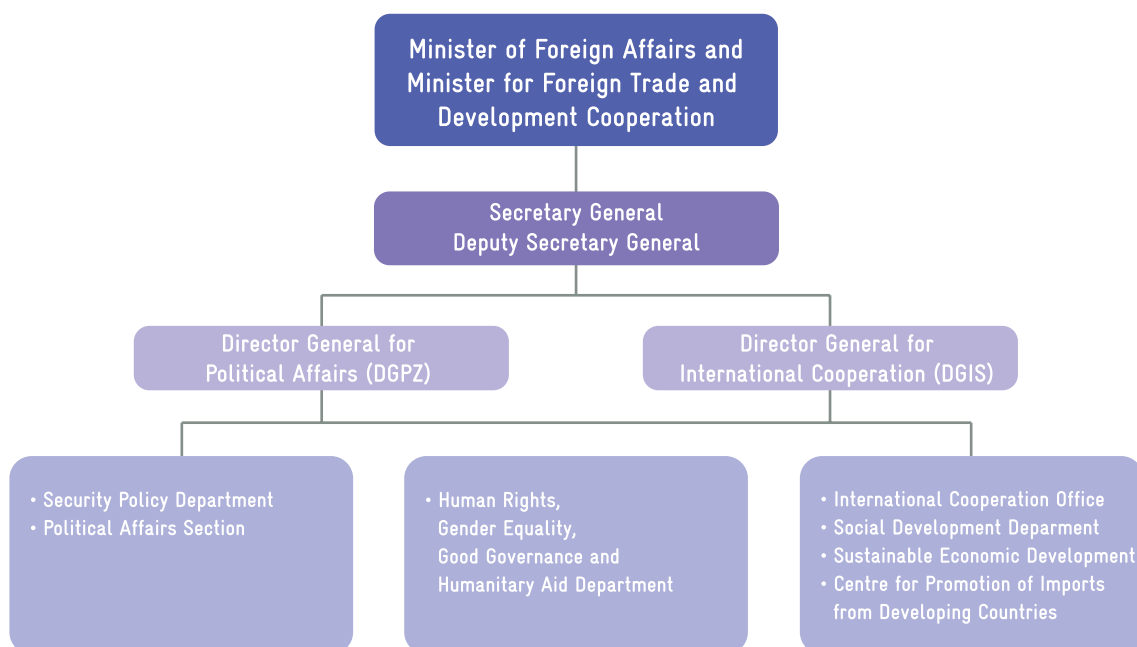 Minister of Foreign Affairs and
Minister for Foreign Trade and
Development Cooperation
Secretary General
Deputy Secretary General
Director General for
Political Affairs (DGPZ)
Director General for
International Cooperation (DGIS)
• Security Policy Department
• Political Affairs Section
• Human Rights,
Gender Equality,
Good Governance and
Humanitary Aid Department
• International Cooperation Office
• Social Development Deparment
• Sustainable Economic Development
• Centre for Promotion of Imports
from Developing Countries